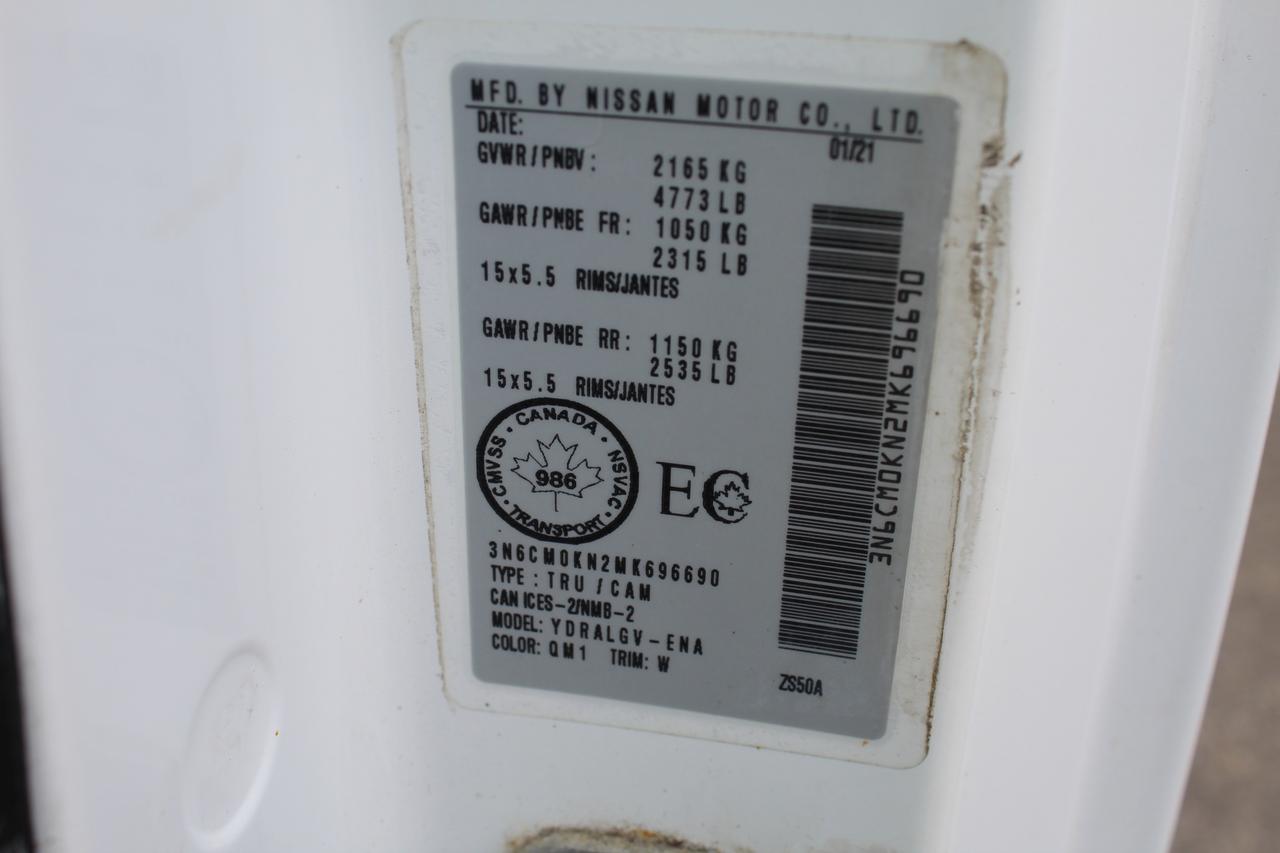 MFD. BY NISSAN MOTOR CO., LTD.
DATE: 01/21
GVWR/PNBV: 2165 KG
4773 LB
GAWR/PNBE FR: 1050 KG
2315 LB
15x5.5 RIMS/JANTES
GAWR/PNBE RR: 1150 KG
2535 LB
15x5.5 RIMS/JANTES
CANADA · NSVAC · TRANSPORT · CMVSS ·
986
EC
3N6CM0KN2MK696690
TYPE: TRU/CAM
CAN ICES-2/NMB-2
MODEL: YDRALGV-ENA
COLOR: QM1 TRIM: W
3N6CM0KN2MK696690
ZS50A